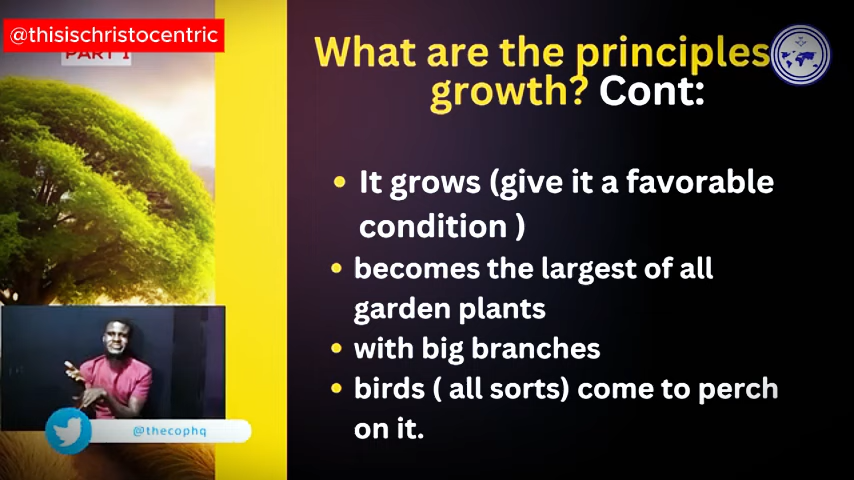 @thisischristocentric
PART 1
What are the principles
growth? Cont:
• It grows (give it a favorable
condition )
• becomes the largest of all
garden plants
• with big branches
• birds ( all sorts) come to perch
on it.
@thecophq